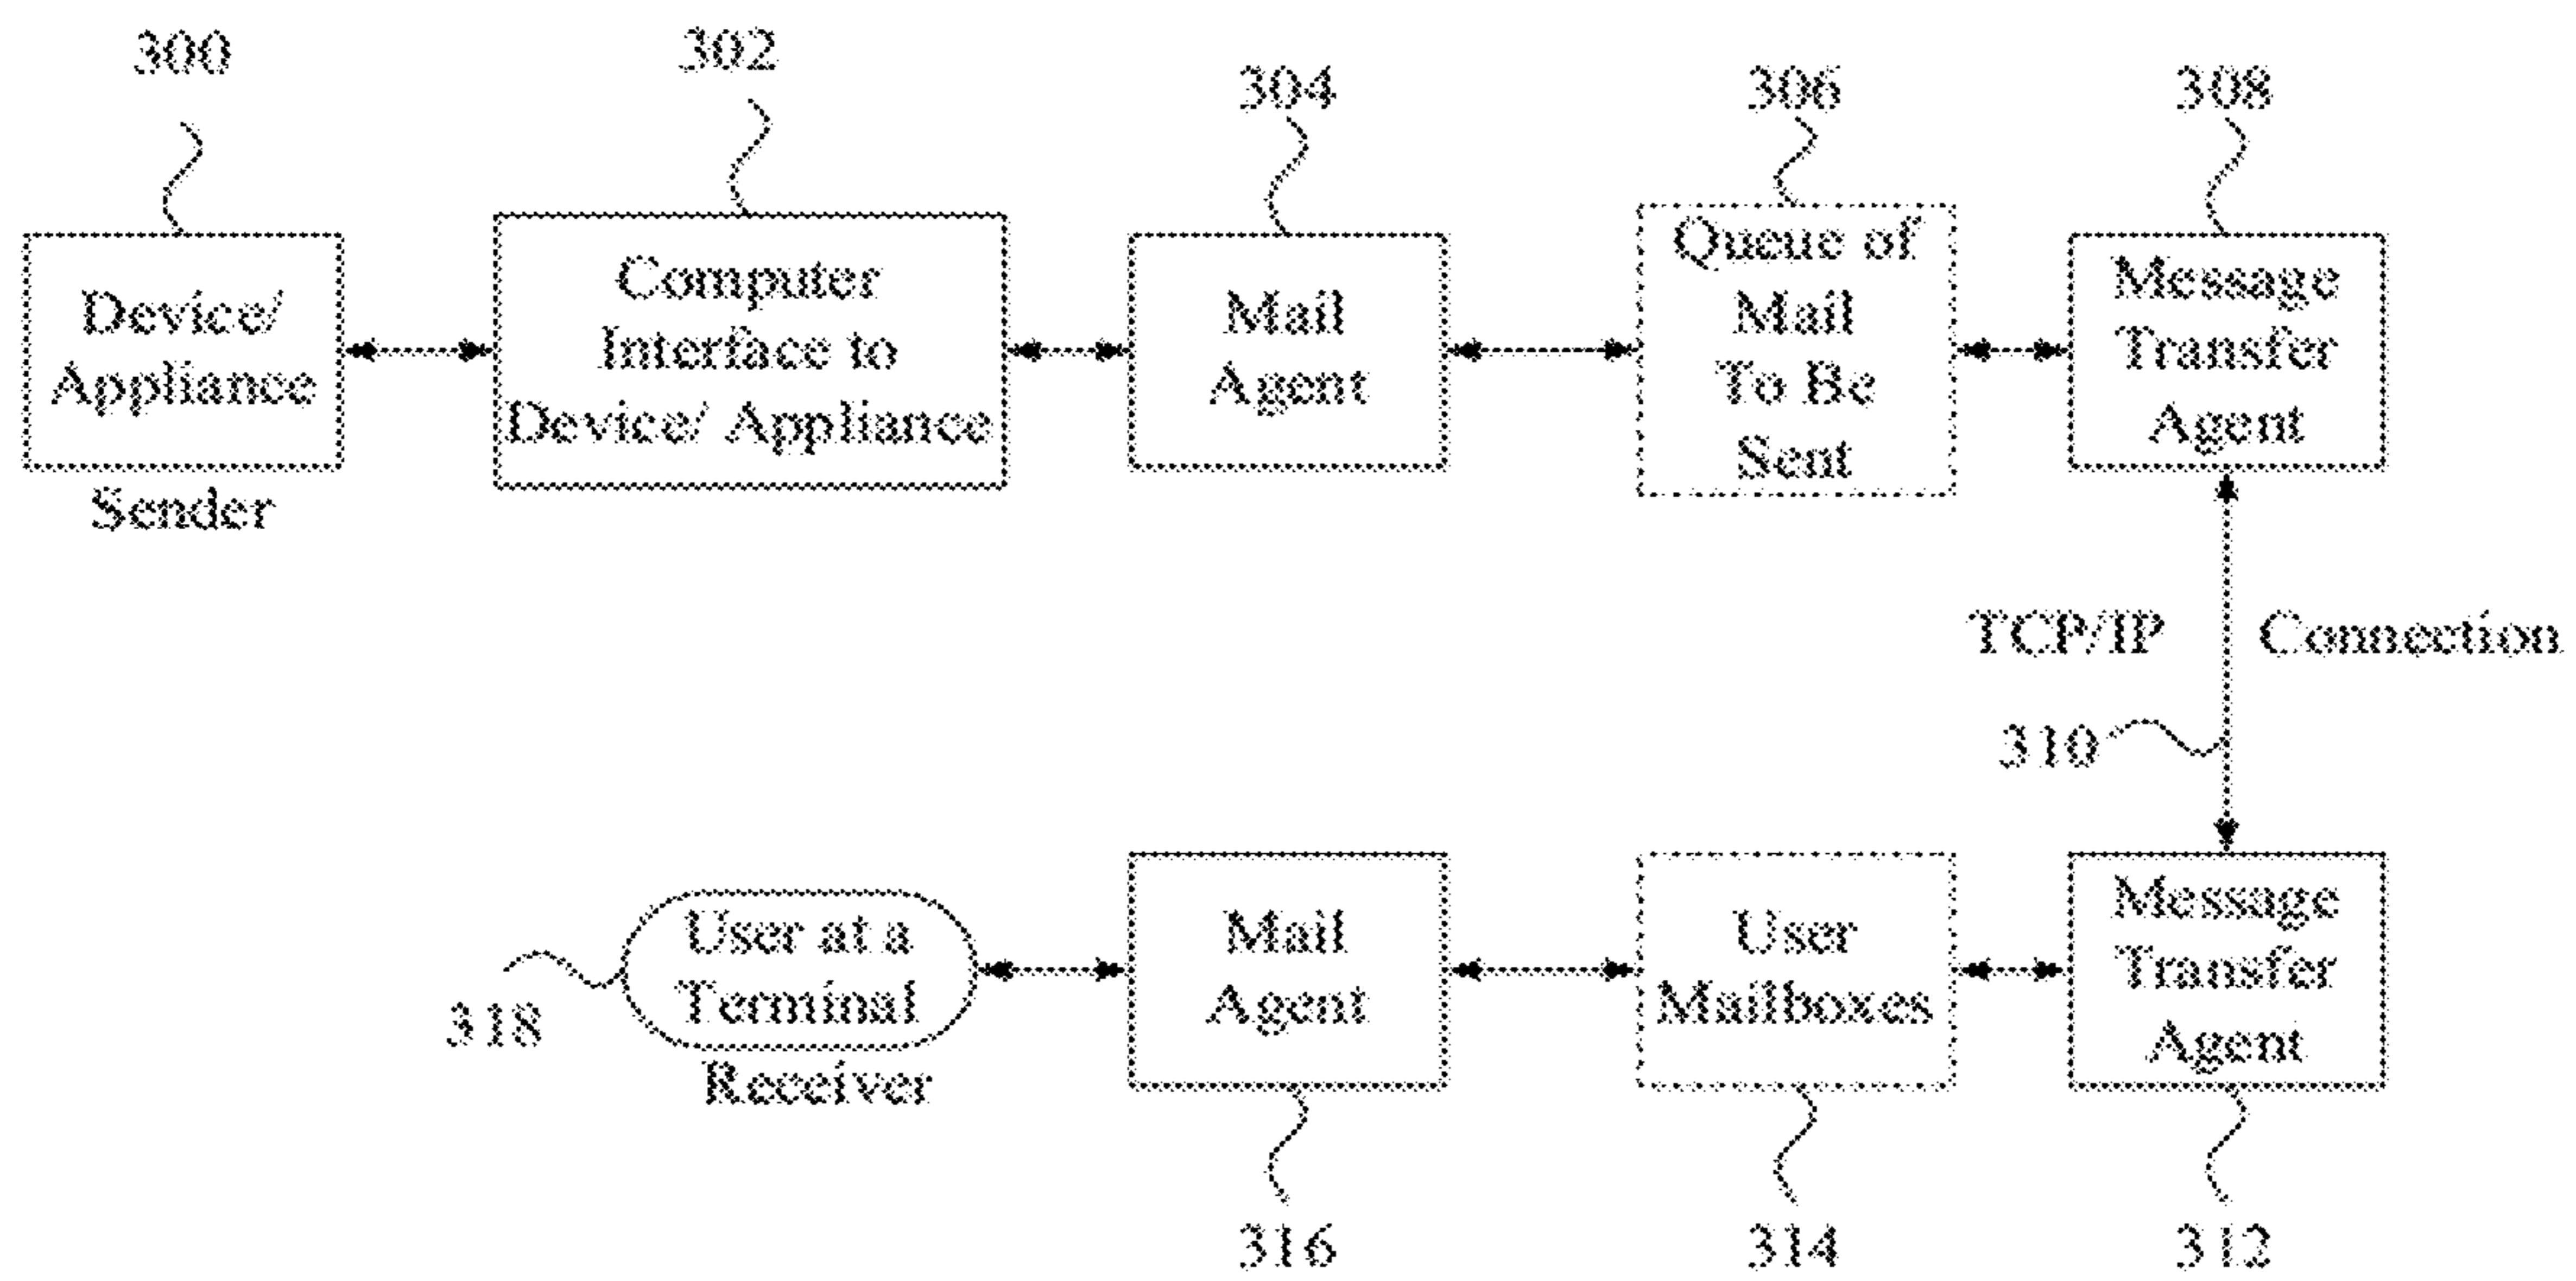 300
302
304
306
308
Device/
Appliance
Sender
Computer
Interface to
Device/ Appliance
Mail
Agent
Queue of
Mail
To Be
Sent
Message
Transfer
Agent
TCP/IP Connection
310
User at a
Terminal
Receiver
318
Mail
Agent
User
Mailboxes
Message
Transfer
Agent
316
314
312